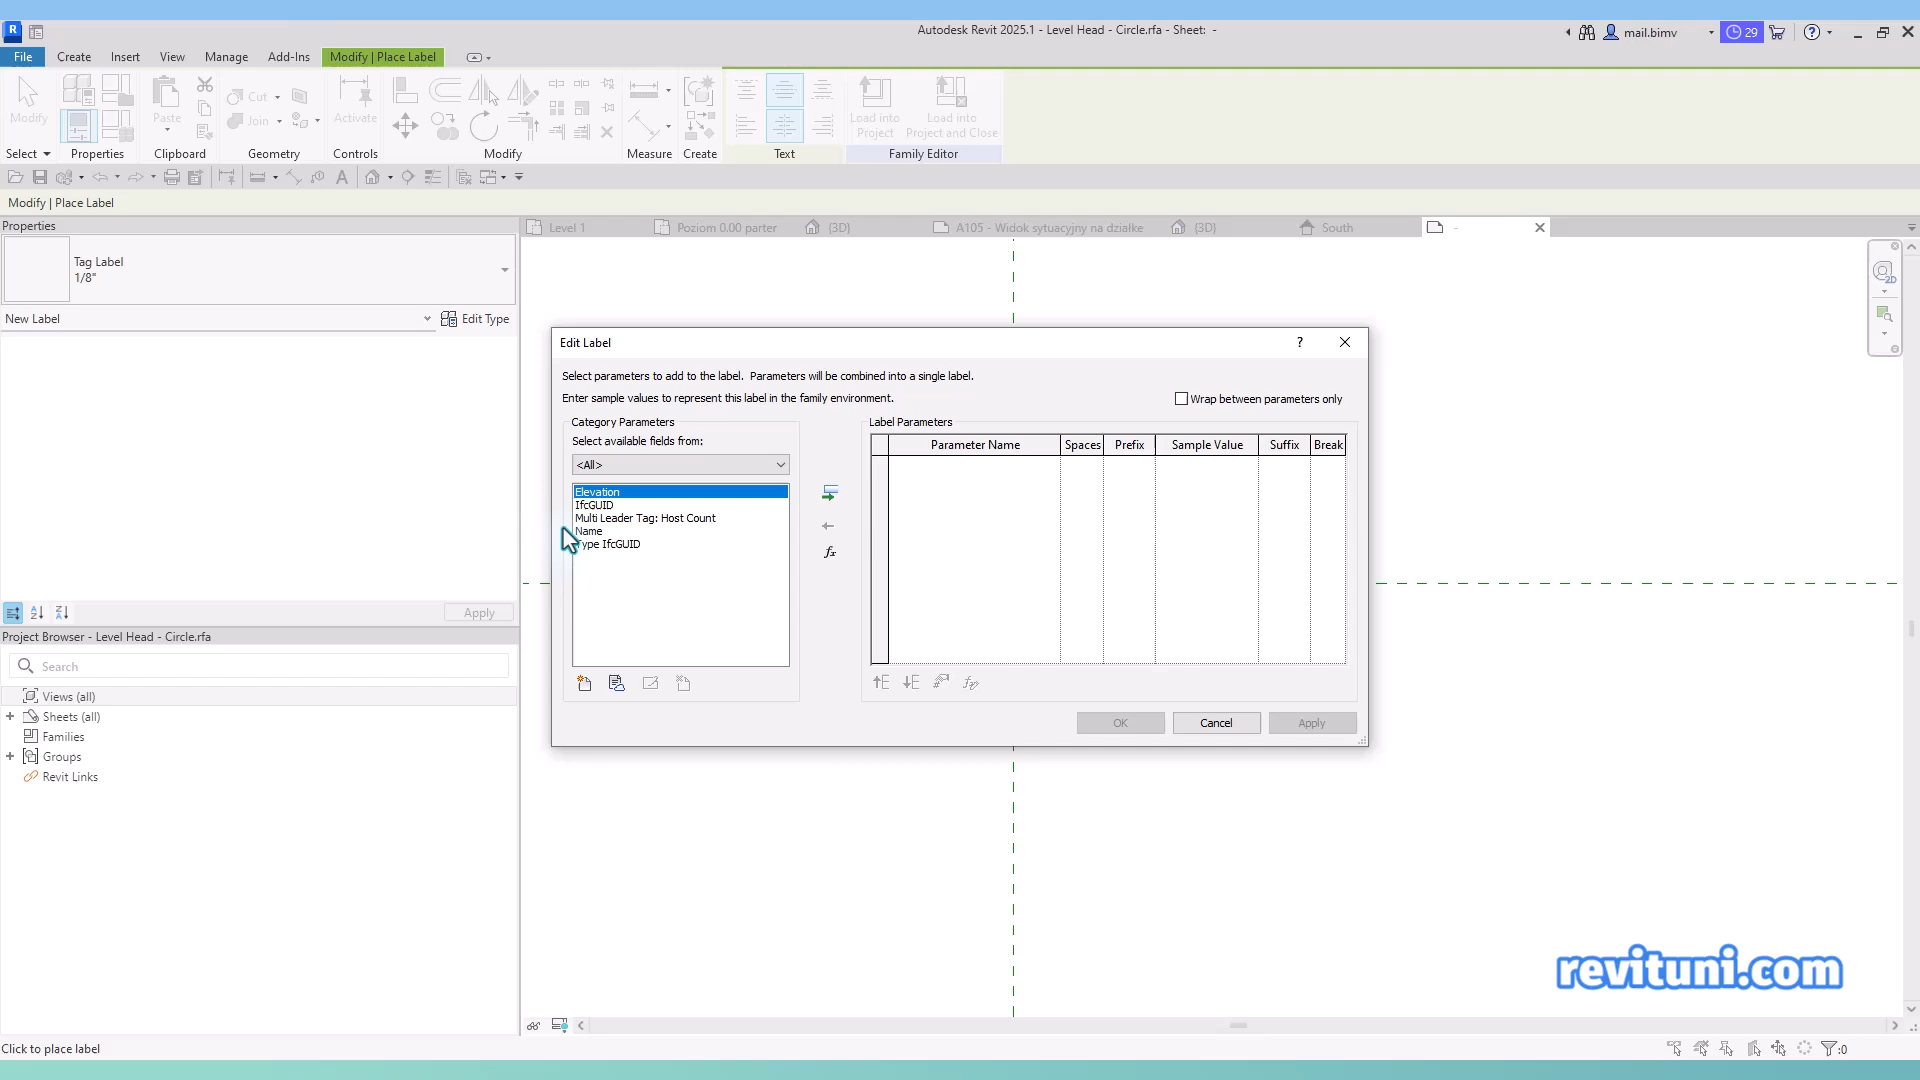 R
Autodesk Revit 2025.1 - Level Head - Circle.rfa - Sheet: -
mail.bimv
29
File Create Insert View Manage Add-Ins Modify | Place Label
Modify
Paste
Cut
Join
Activate
Load into
Project
Load into
Project and Close
Select Properties Clipboard Geometry Controls Modify Measure Create Text Family Editor
Modify | Place Label
Properties
Level 1
Poziom 0.00 parter
{3D}
A105 - Widok sytuacyjny na działke
{3D}
South
-
Tag Label
1/8"
New Label
Edit Type
2D
Edit Label
?
Select parameters to add to the label. Parameters will be combined into a single label.
Enter sample values to represent this label in the family environment.
Wrap between parameters only
Category Parameters
Select available fields from:
<All>
Elevation
IfcGUID
Multi Leader Tag: Host Count
Name
Type IfcGUID
Label Parameters
Parameter Name Spaces Prefix Sample Value Suffix Break
OK
Cancel
Apply
Apply
Project Browser - Level Head - Circle.rfa
Search
Views (all)
Sheets (all)
Families
Groups
Revit Links
revituni.com
Click to place label
:0